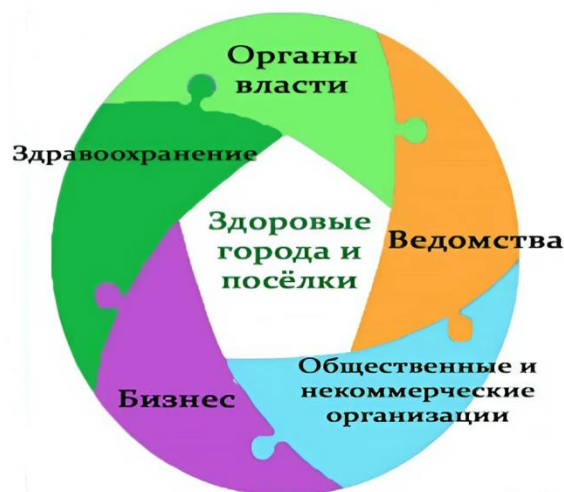 Органы
власти
Здравоохранение
Здоровые
города и
посёлки
Ведомства
Общественные и
некоммерческие
организации
Бизнес